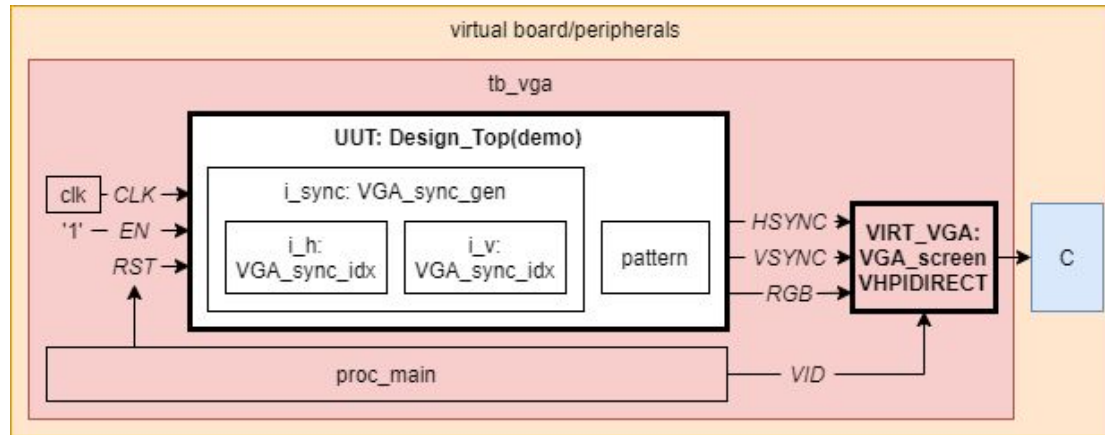 virtual board/peripherals
tb_vga
UUT: Design_Top(demo)
i_sync: VGA_sync_gen
clk
CLK
'1'
EN
RST
i_h:
VGA_sync_idx
i_v:
VGA_sync_idx
pattern
HSYNC
VSYNC
RGB
VIRT_VGA:
VGA_screen
VHPIDIRECT
C
proc_main
VID